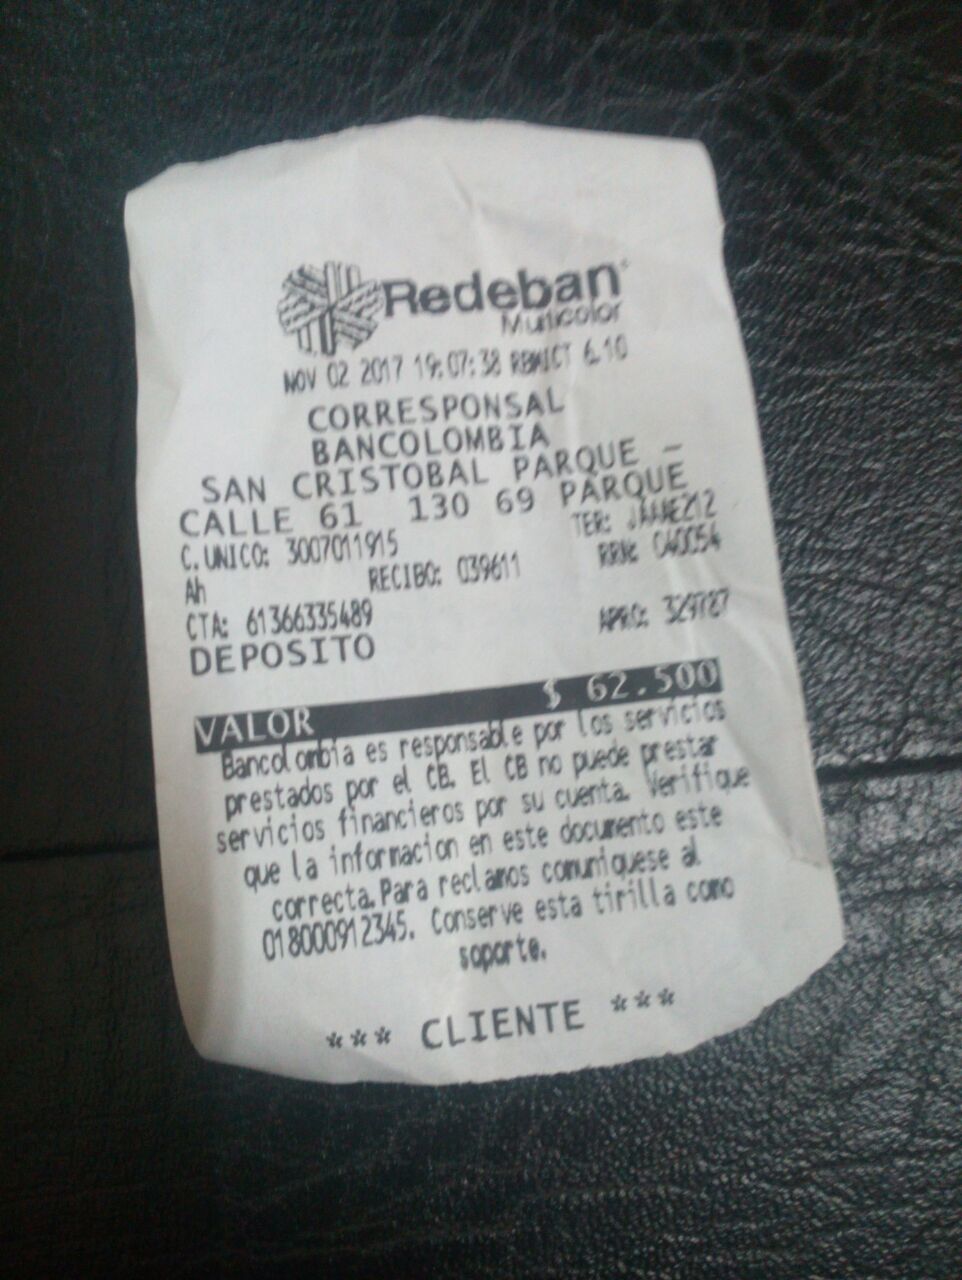 Redeban
Multicolor
NOV 02 2017 19:07:38 RBMICT 6.10
CORRESPONSAL
BANCOLOMBIA
SAN CRISTOBAL PARQUE -
CALLE 61 130 69 PARQUE
C. UNICO: 3007011915 TER:
Ah RECIBO: 039611 RRN: 040054
CTA: 61366335489 APRO: 329787
DEPOSITO
VALOR $ 62.500
Bancolombia es responsable por los servicios
prestados por el CB. El CB no puede prestar
servicios financieros por su cuenta. Verifique
que la informacion en este documento este
correcta. Para reclamos comuniquese al
018000912345. Conserve esta tirilla como
soporte.
*** CLIENTE ***